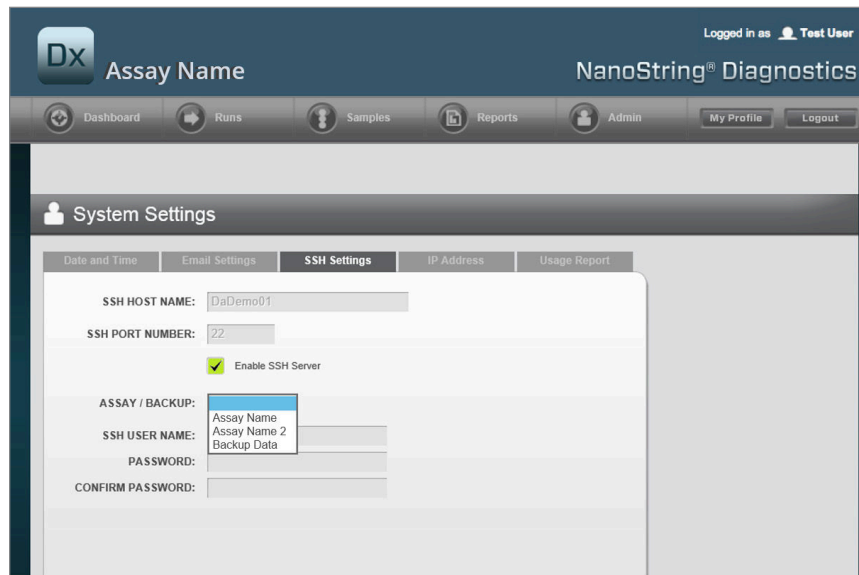 Logged in as Test User
Dx Assay Name
NanoString® Diagnostics
Dashboard Runs Samples Reports Admin My Profile Logout
System Settings
Date and Time Email Settings SSH Settings IP Address Usage Report
SSH HOST NAME: DaDemo01
SSH PORT NUMBER: 22
Enable SSH Server
ASSAY / BACKUP:
Assay Name
Assay Name 2
Backup Data
SSH USER NAME:
PASSWORD:
CONFIRM PASSWORD: